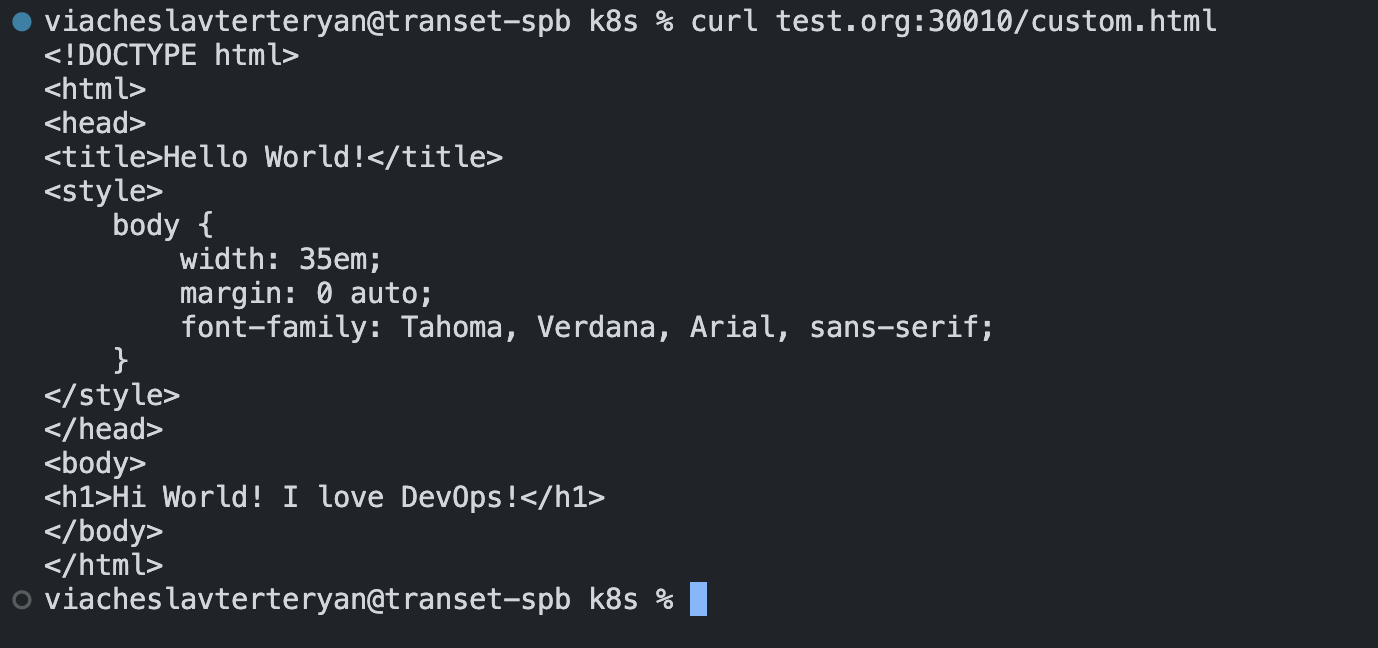 viacheslavterteryan@transet-spb k8s % curl test.org:30010/custom.html
<!DOCTYPE html>
<html>
<head>
<title>Hello World!</title>
<style>
    body {
        width: 35em;
        margin: 0 auto;
        font-family: Tahoma, Verdana, Arial, sans-serif;
    }
</style>
</head>
<body>
<h1>Hi World! I love DevOps!</h1>
</body>
</html>
viacheslavterteryan@transet-spb k8s %